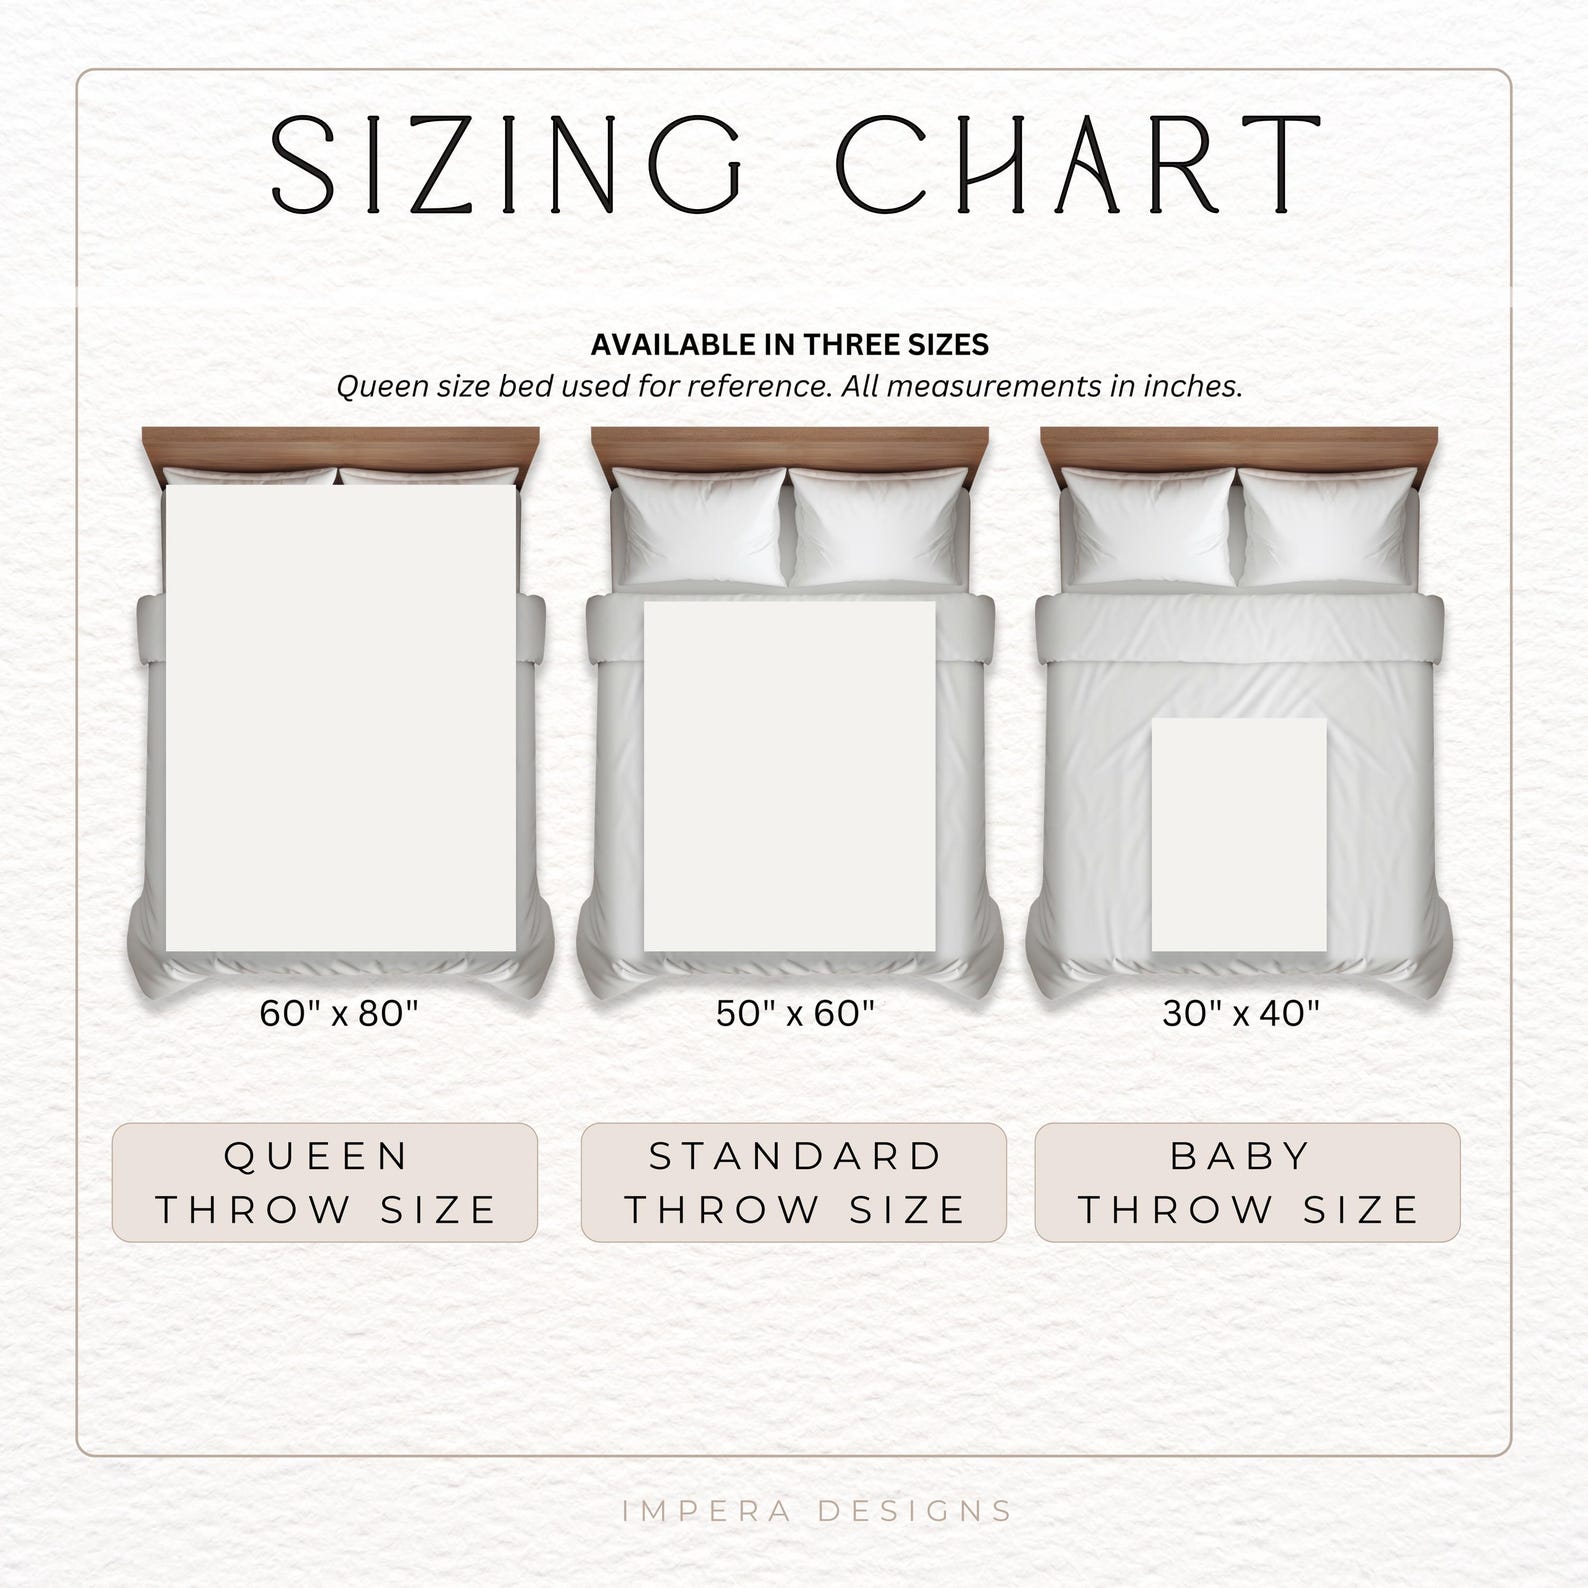 SIZING CHART
AVAILABLE IN THREE SIZES
Queen size bed used for reference. All measurements in inches.
60" x 80"
50" x 60"
30" x 40"
QUEEN
THROW SIZE
STANDARD
THROW SIZE
BABY
THROW SIZE
IMPERA DESIGNS